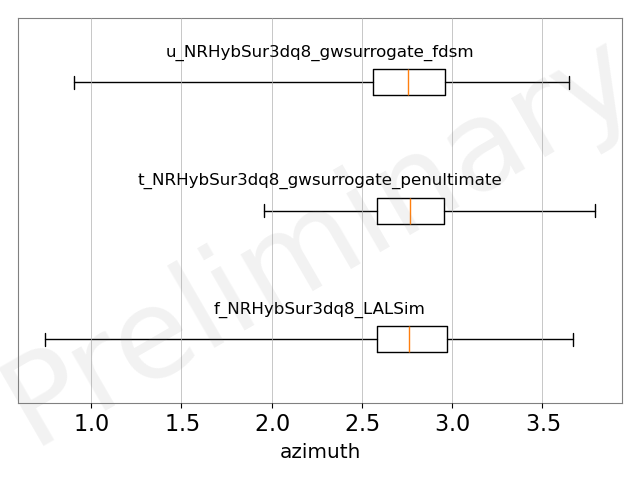 u_NRHybSur3dq8_gwsurrogate_fdsm
t_NRHybSur3dq8_gwsurrogate_penultimate
f_NRHybSur3dq8_LALSim
Preliminary
1.0 1.5 2.0 2.5 3.0 3.5
azimuth